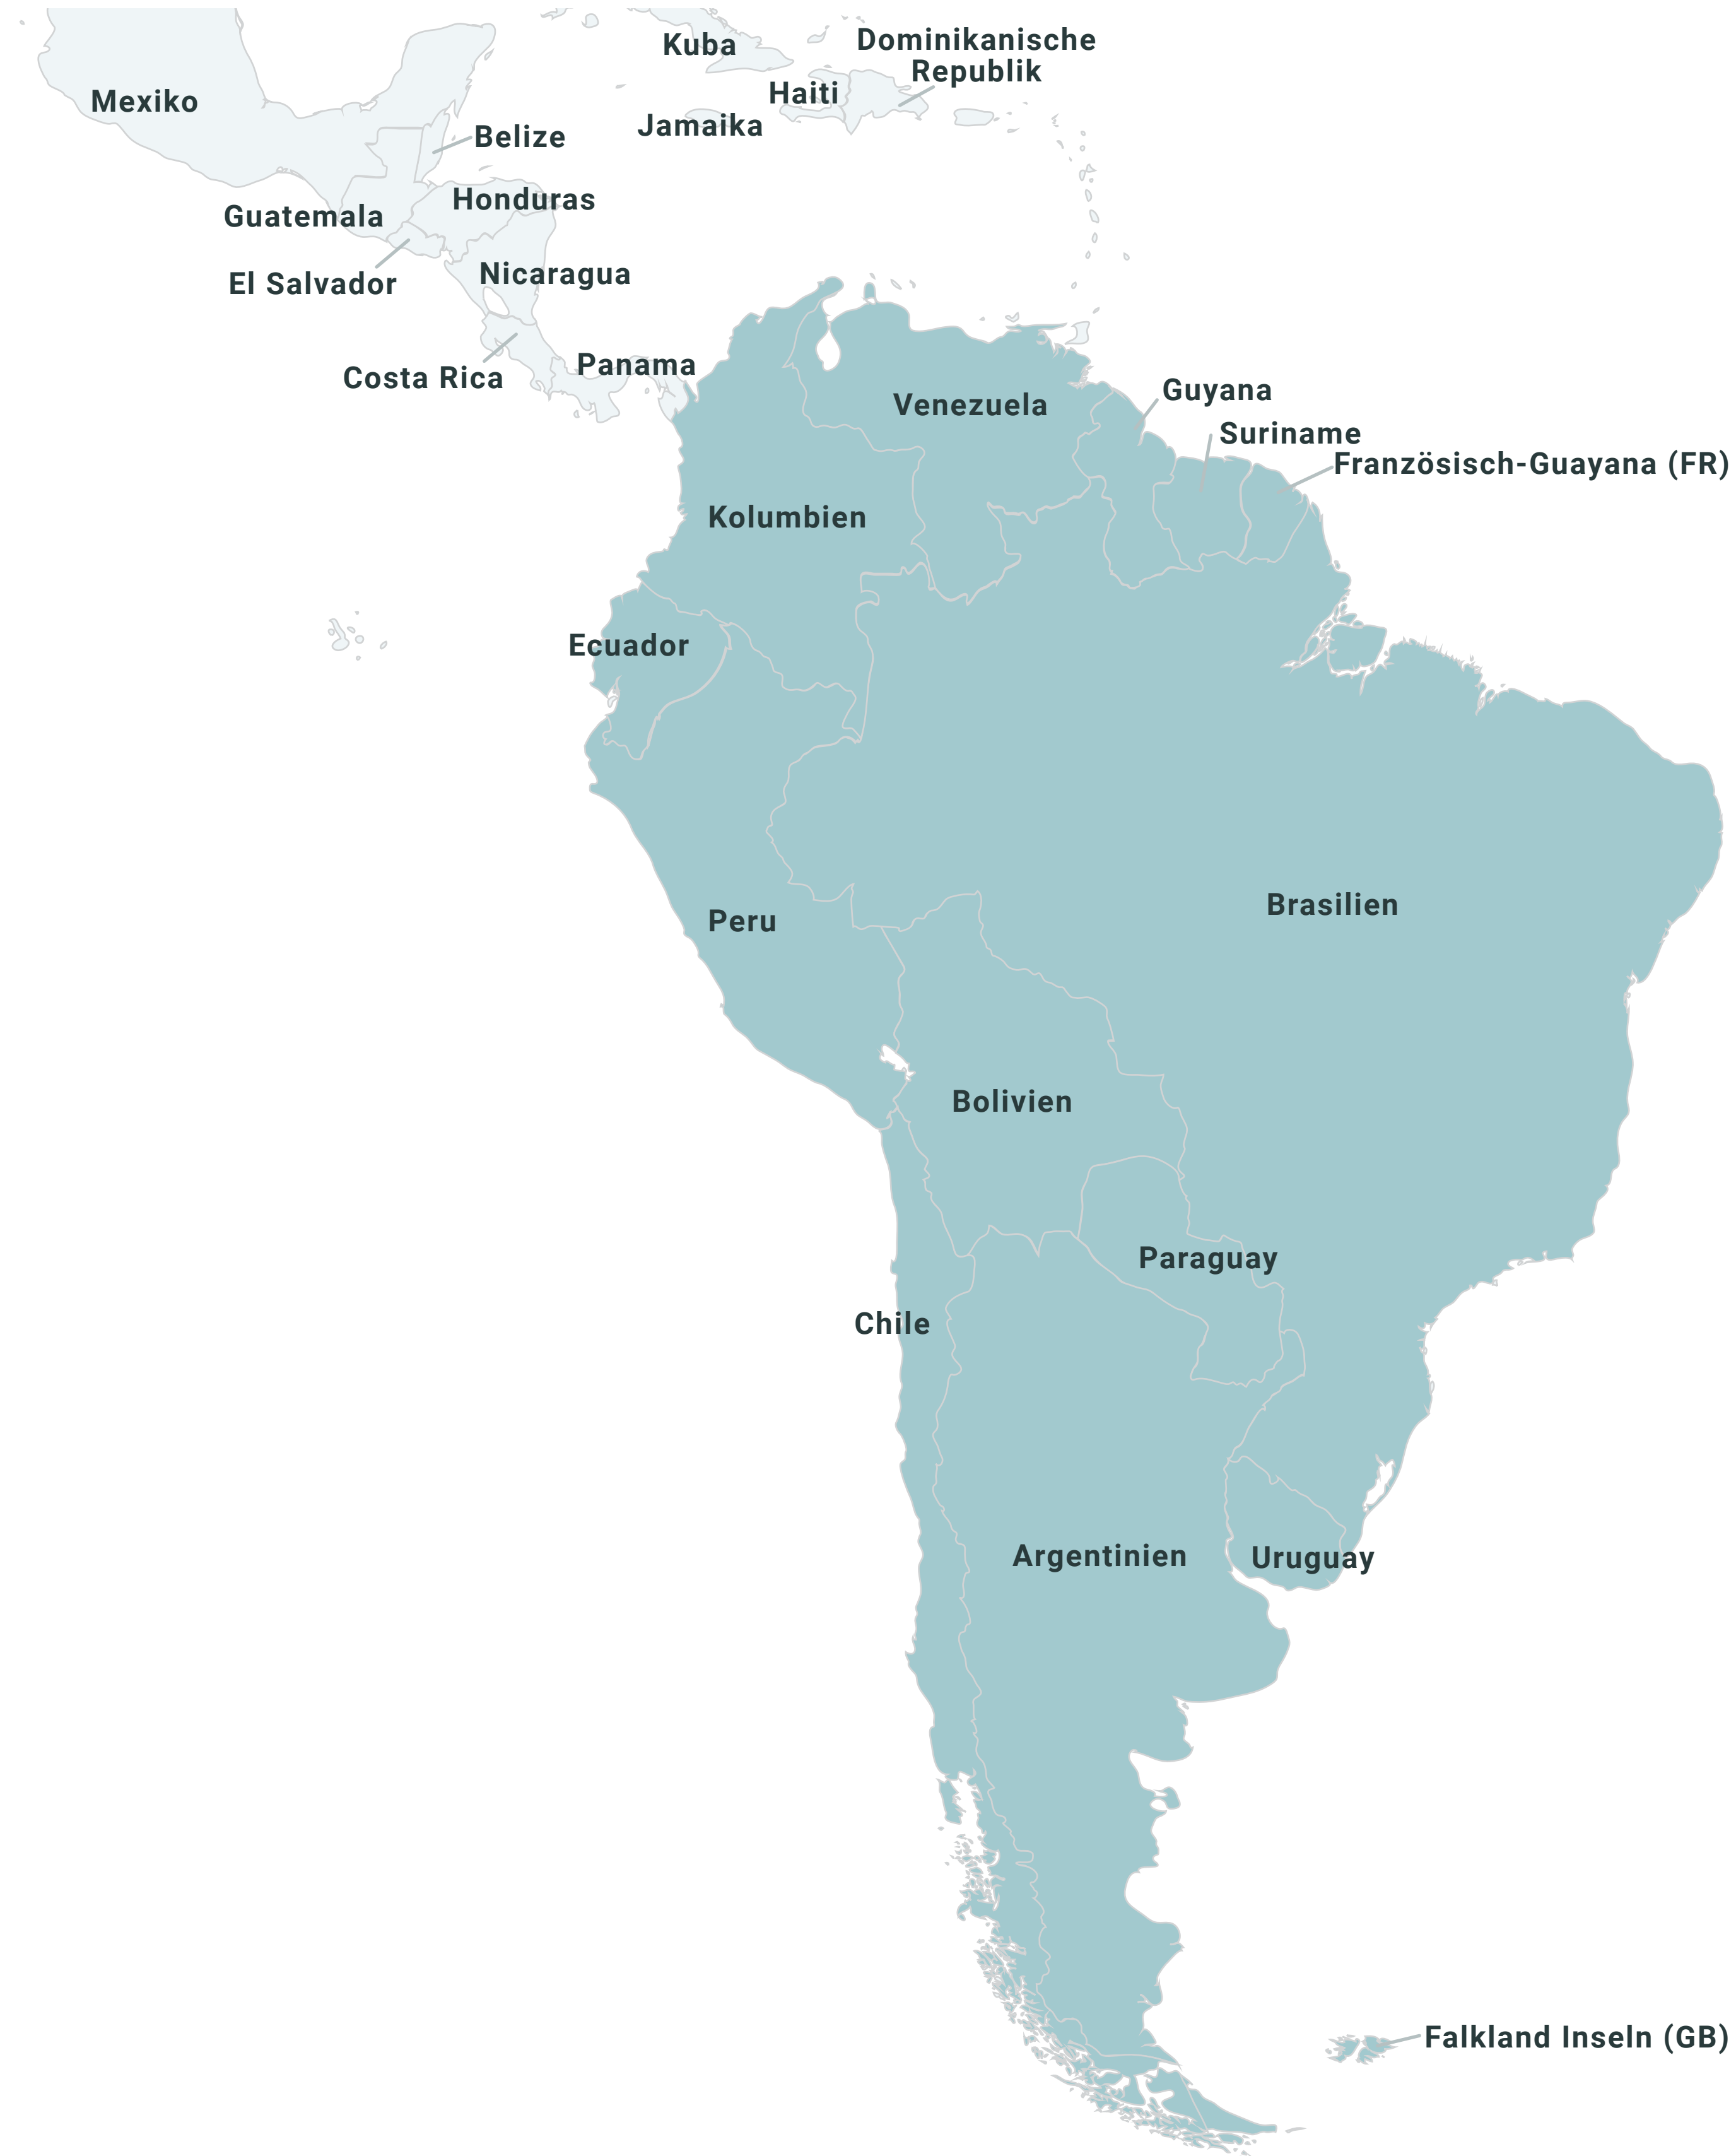 Kuba
Dominikanische
Republik
Mexiko
Haiti
Jamaika
Belize
Honduras
Guatemala
El Salvador
Nicaragua
Costa Rica
Panama
Venezuela
Guyana
Suriname
Französisch-Guayana (FR)
Kolumbien
Ecuador
Peru
Brasilien
Bolivien
Paraguay
Chile
Argentinien
Uruguay
Falkland Inseln (GB)